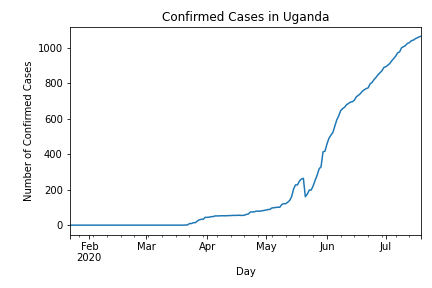 Confirmed Cases in Uganda
Number of Confirmed Cases
1000
800
600
400
200
0
Feb Mar Apr May Jun Jul
2020
Day